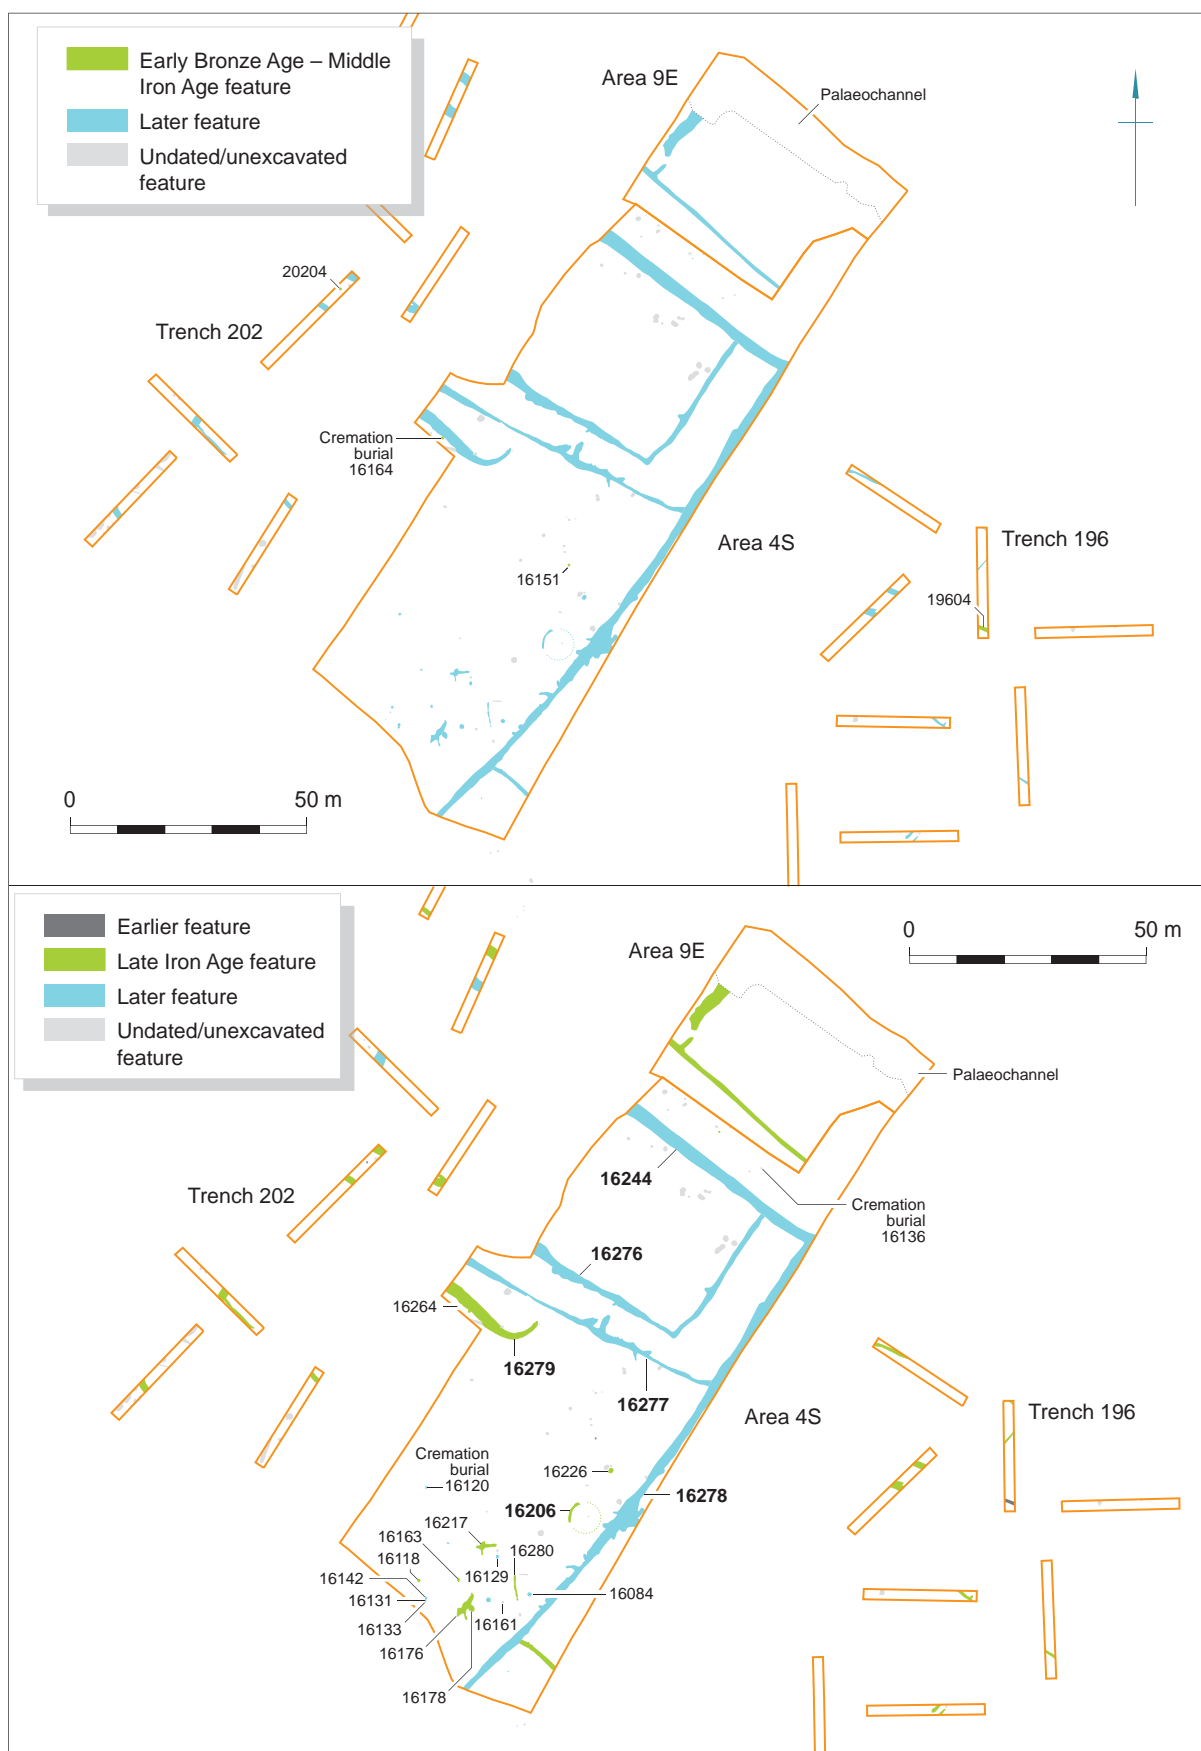 Early Bronze Age – Middle
Iron Age feature
Later feature
Undated/unexcavated
feature
Area 9E
Palaeochannel
20204
Trench 202
Cremation
burial
16164
16151
Area 4S
Trench 196
19604
0
50 m
Earlier feature
Late Iron Age feature
Later feature
Undated/unexcavated
feature
0
50 m
Area 9E
Palaeochannel
Trench 202
16244
Cremation
burial
16136
16276
16264
16279
16277
Area 4S
Trench 196
Cremation
burial
16120
16226
16278
16206
16217
16163
16280
16118
16129
16142
16131
16084
16133
16161
16176
16178